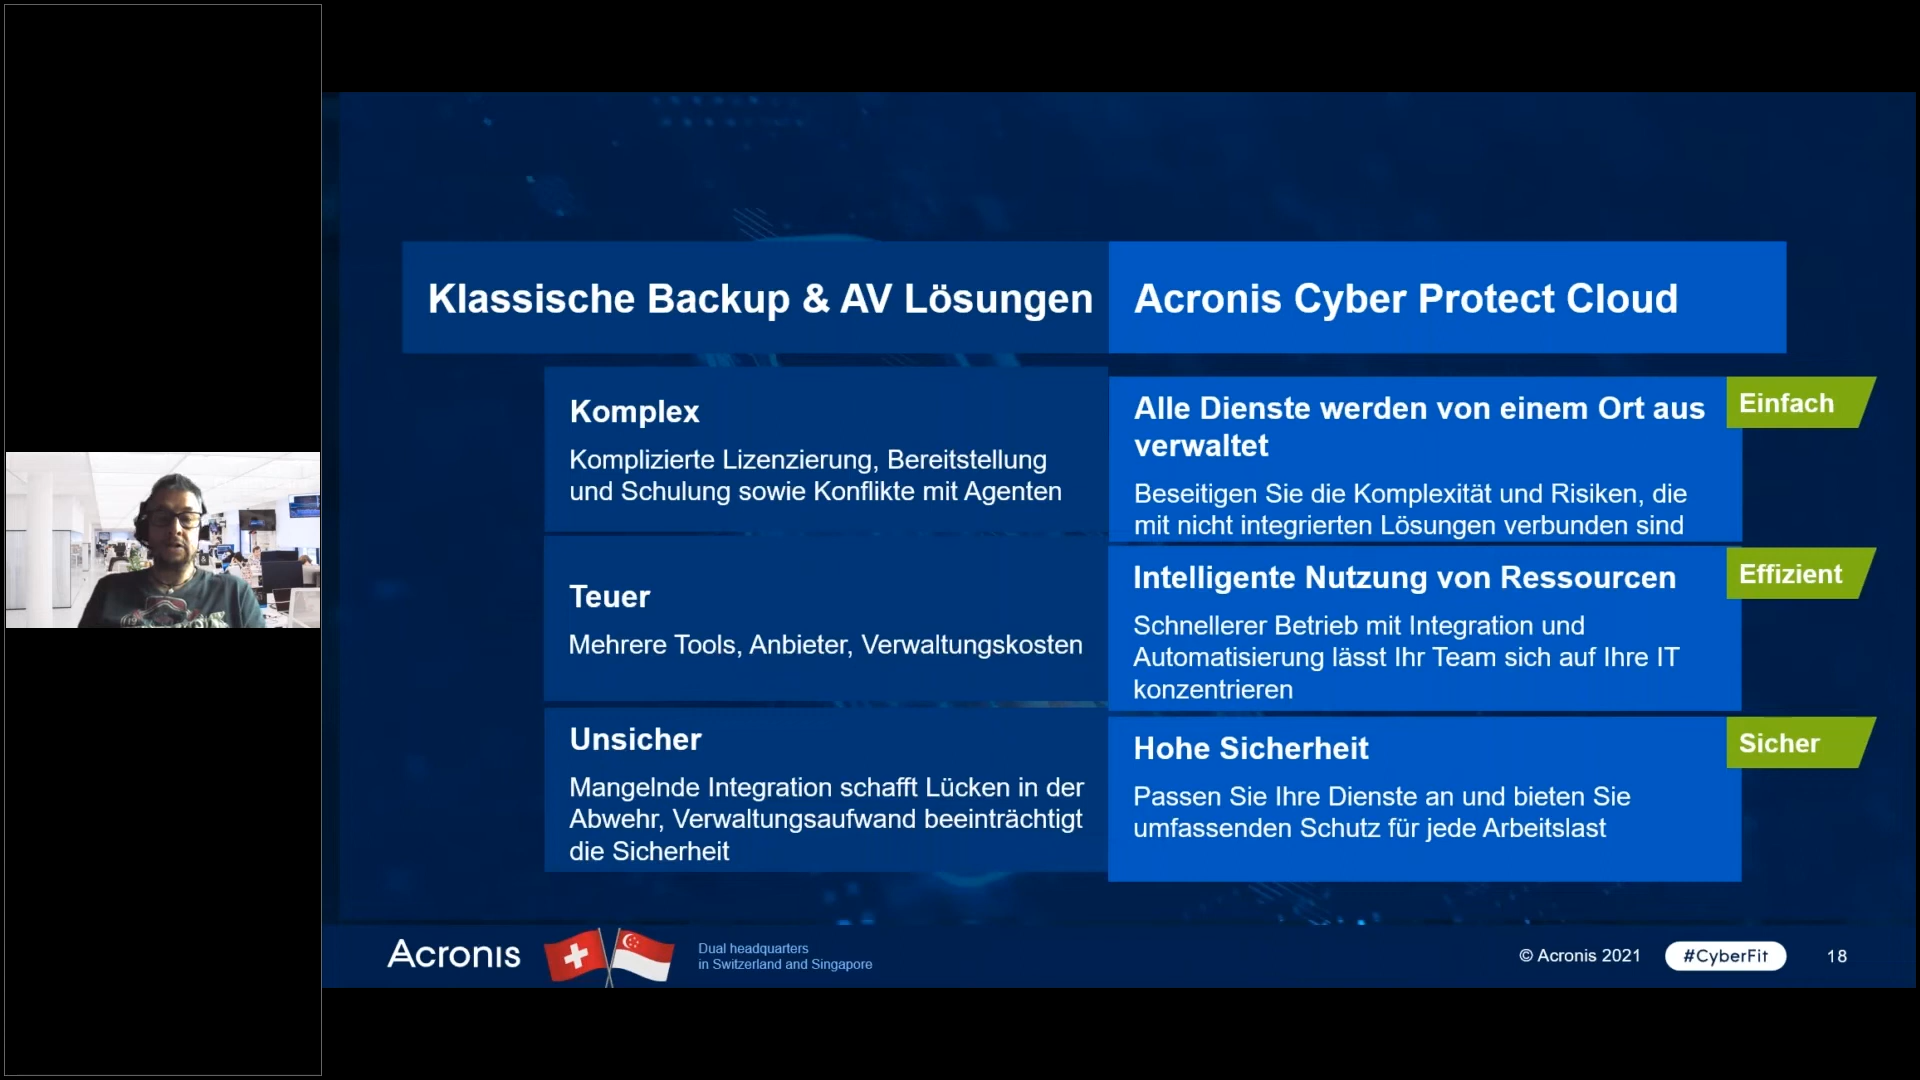 Klassische Backup & AV Lösungen
Acronis Cyber Protect Cloud
Komplex
Komplizierte Lizenzierung, Bereitstellung
und Schulung sowie Konflikte mit Agenten
Alle Dienste werden von einem Ort aus
verwaltet
Beseitigen Sie die Komplexität und Risiken, die
mit nicht integrierten Lösungen verbunden sind
Einfach
Teuer
Mehrere Tools, Anbieter, Verwaltungskosten
Intelligente Nutzung von Ressourcen
Schnellerer Betrieb mit Integration und
Automatisierung lässt Ihr Team sich auf Ihre IT
konzentrieren
Effizient
Unsicher
Mangelnde Integration schafft Lücken in der
Abwehr, Verwaltungsaufwand beeinträchtigt
die Sicherheit
Hohe Sicherheit
Passen Sie Ihre Dienste an und bieten Sie
umfassenden Schutz für jede Arbeitslast
Sicher
Acronis
Dual headquarters
in Switzerland and Singapore
© Acronis 2021
#CyberFit
18